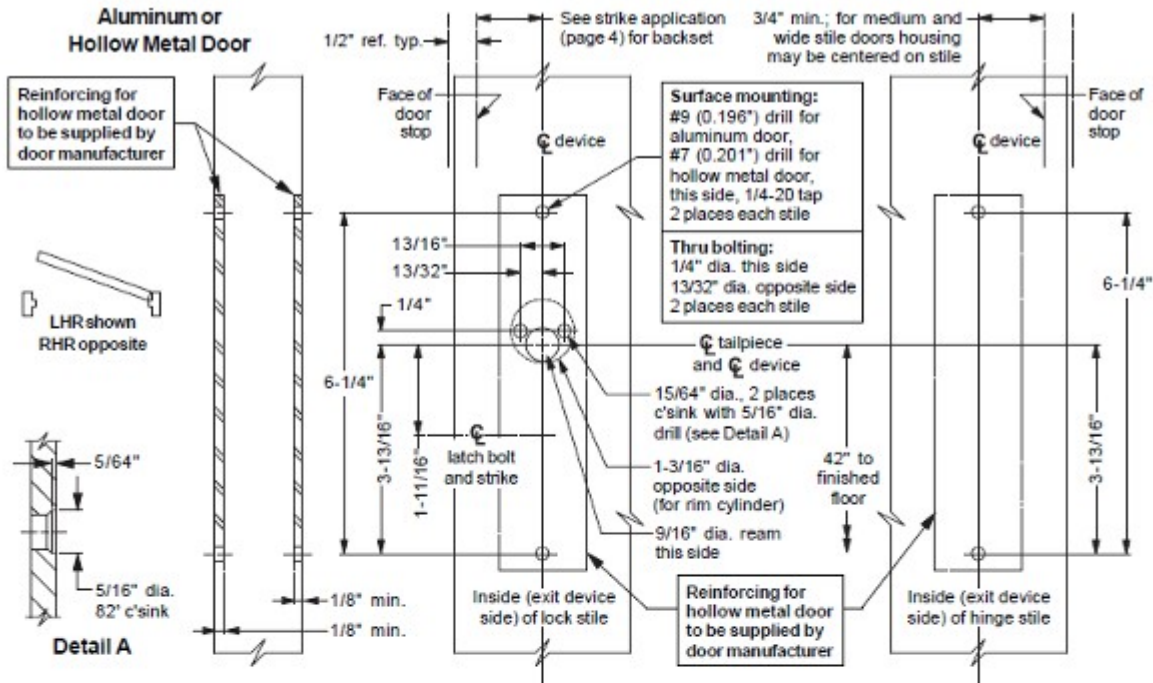 Aluminum or
Hollow Metal Door
1/2" ref. typ.
See strike application
(page 4) for backset
3/4" min.; for medium and
wide stile doors housing
may be centered on stile
Reinforcing for
hollow metal door
to be supplied by
door manufacturer
Face of
door
stop
℄ device
Surface mounting:
#9 (0.196") drill for
aluminum door,
#7 (0.201") drill for
hollow metal door,
this side, 1/4-20 tap
2 places each stile
Thru bolting:
1/4" dia. this side
13/32" dia. opposite side
2 places each stile
℄ device
Face of
door
stop
13/16"
13/32"
1/4"
6-1/4"
LHR shown
RHR opposite
℄ tailpiece
and ℄ device
6-1/4"
3-13/16"
1-11/16"
℄
latch bolt
and strike
15/64" dia., 2 places
c'sink with 5/16" dia.
drill (see Detail A)
1-3/16" dia.
opposite side
(for rim cylinder)
9/16" dia. ream
this side
42" to
finished
floor
3-13/16"
5/64"
5/16" dia.
82' c'sink
Detail A
1/8" min.
1/8" min.
Inside (exit device
side) of lock stile
Reinforcing for
hollow metal door
to be supplied by
door manufacturer
Inside (exit device
side) of hinge stile